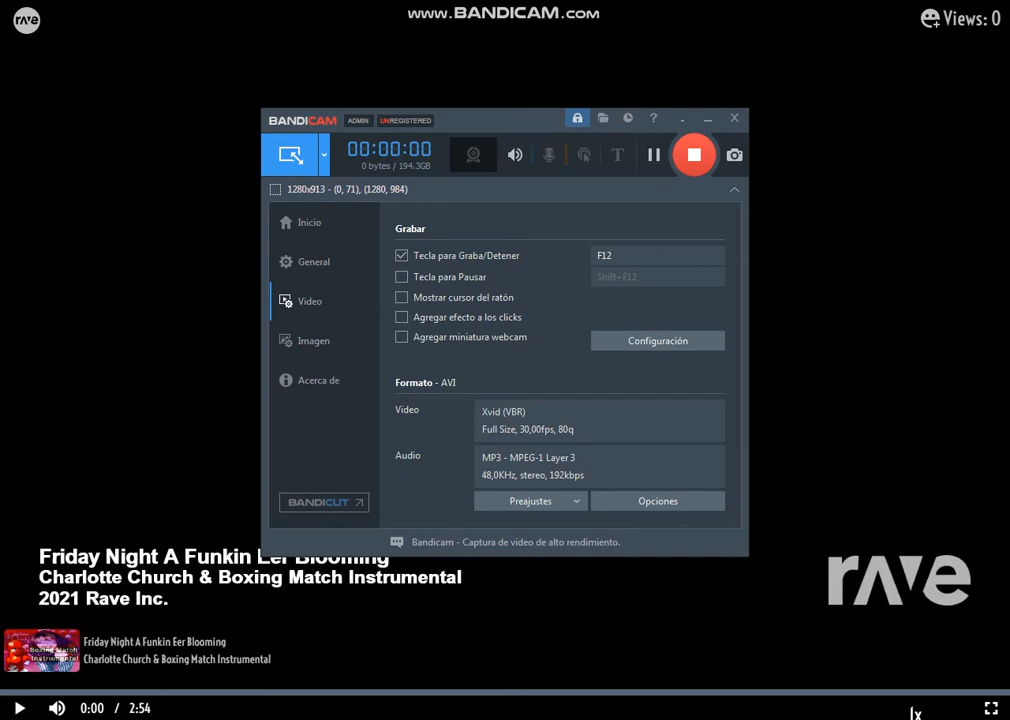 rave
www.BANDICAM.com
Views: 0
BANDICAM ADMIN UNREGISTERED
?
00:00:00
0 bytes / 194.3GB
T
1280x913 - (0, 71), (1280, 984)
Inicio
General
Video
Imagen
Acerca de
BANDICUT
Grabar
Tecla para Graba/Detener F12
Tecla para Pausar Shift+F12
Mostrar cursor del ratón
Agregar efecto a los clicks
Agregar miniatura webcam
Configuración
Formato - AVI
Video
Xvid (VBR)
Full Size, 30,00fps, 80q
Audio
MP3 - MPEG-1 Layer 3
48,0KHz, stereo, 192kbps
Preajustes
Opciones
Bandicam - Captura de video de alto rendimiento.
Friday Night A Funkin Eer Blooming
Charlotte Church & Boxing Match Instrumental
2021 Rave Inc.
rave
Boxing Match
Instrumental
Friday Night A Funkin Eer Blooming
Charlotte Church & Boxing Match Instrumental
0:00 / 2:54
1x